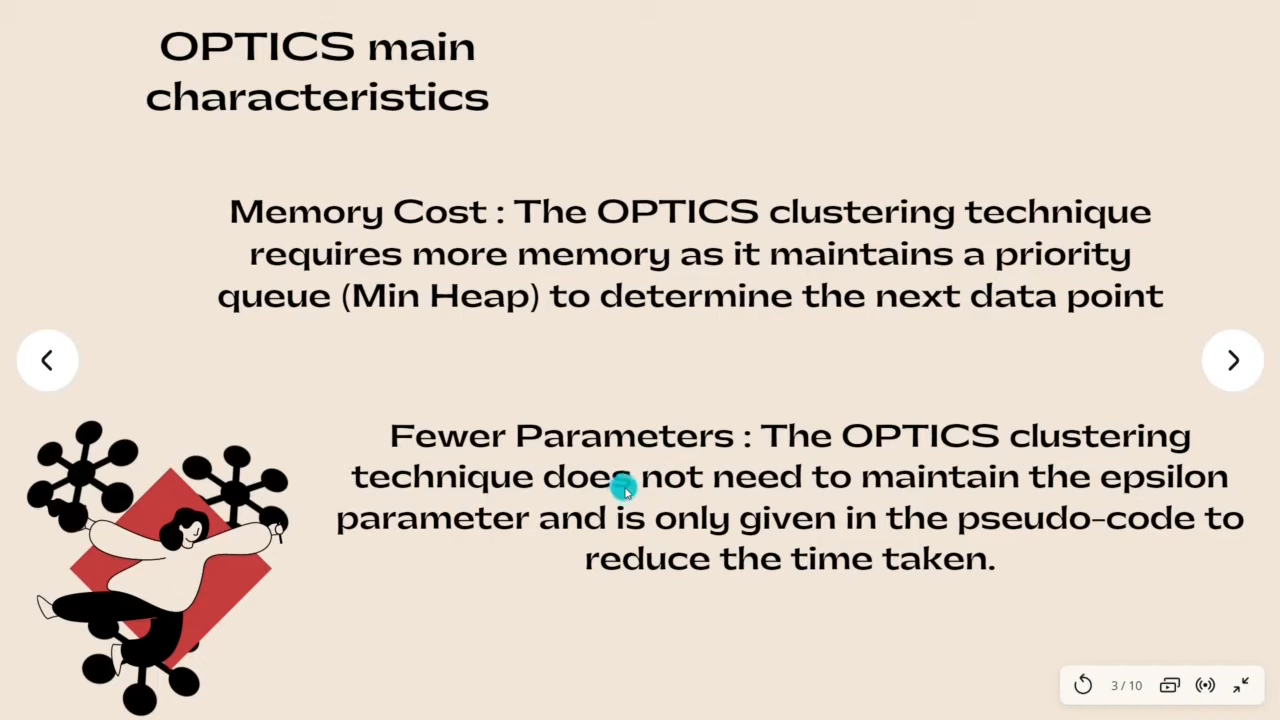 OPTICS main
characteristics
Memory Cost : The OPTICS clustering technique
requires more memory as it maintains a priority
queue (Min Heap) to determine the next data point
Fewer Parameters : The OPTICS clustering
technique does not need to maintain the epsilon
parameter and is only given in the pseudo-code to
reduce the time taken.
3 / 10